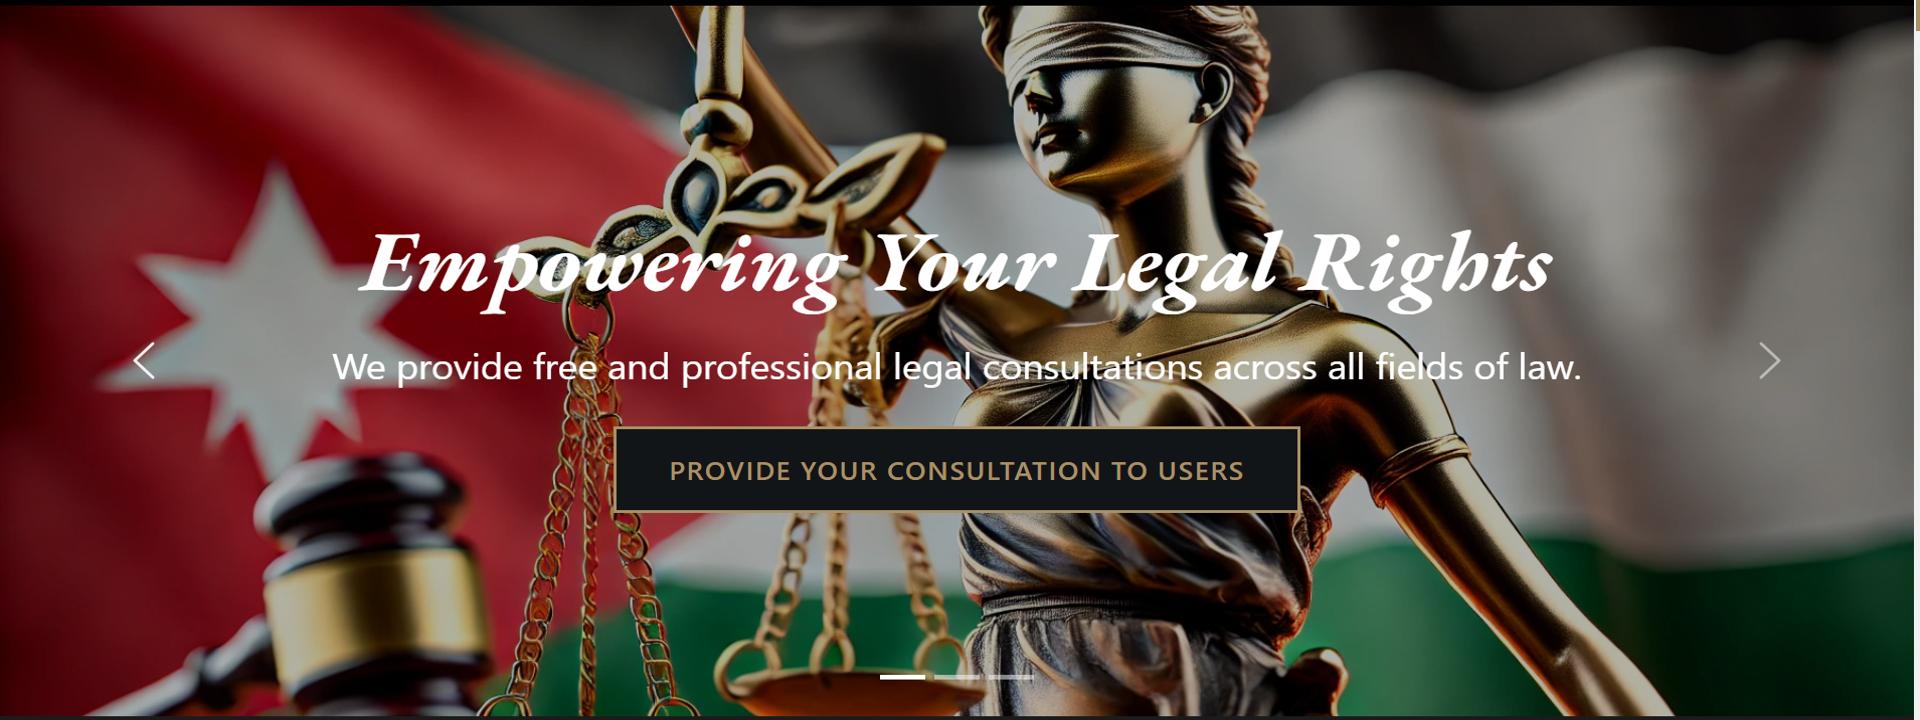 Empowering Your Legal Rights
We provide free and professional legal consultations across all fields of law.
PROVIDE YOUR CONSULTATION TO USERS